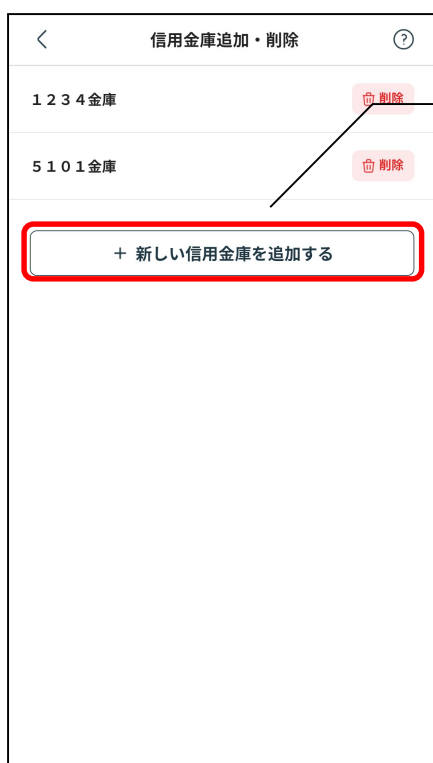 信用金庫追加・削除
１２３４金庫
削除
５１０１金庫
削除
＋ 新しい信用金庫を追加する